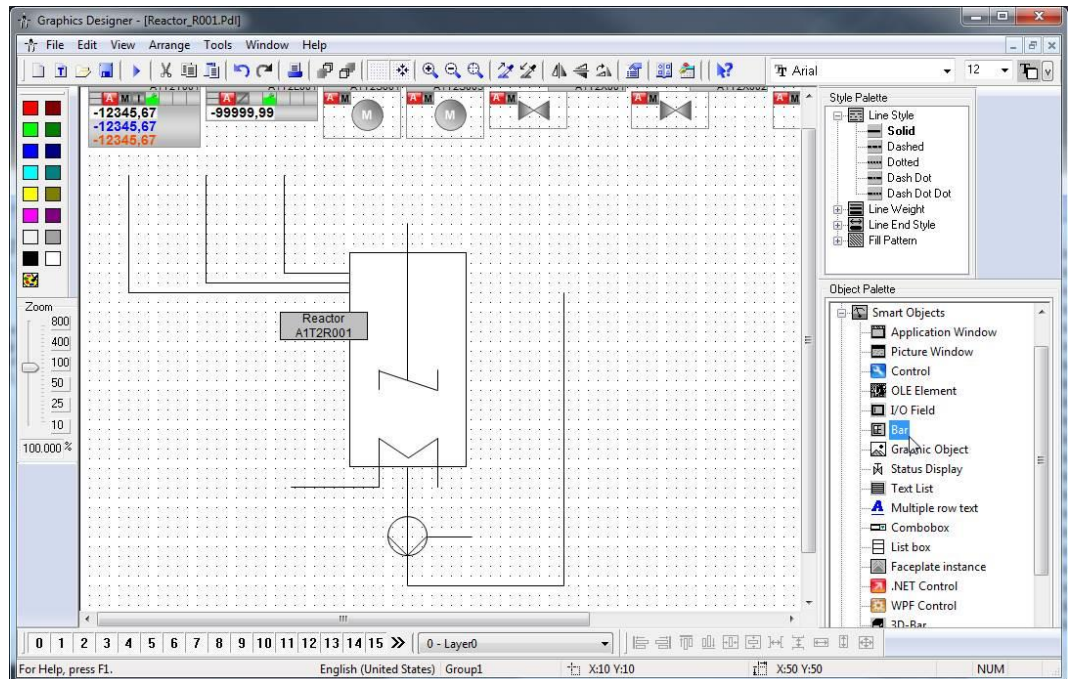 Graphics Designer - [Reactor_R001.Pdl]
File Edit View Arrange Tools Window Help
Arial
12
A M I
-12345,67
-12345,67
-12345,67
A
-99999,99
A M
M
A M
M
A M
A M
A M
Reactor
A1T2R001
Zoom
800
400
100
50
25
10
100.000 %
Style Palette
Line Style
Solid
Dashed
Dotted
Dash Dot
Dash Dot Dot
Line Weight
Line End Style
Fill Pattern
Object Palette
Smart Objects
Application Window
Picture Window
Control
OLE Element
I/O Field
Bar
Graphic Object
Status Display
Text List
Multiple row text
Combobox
List box
Faceplate instance
.NET Control
WPF Control
3D-Bar
0 1 2 3 4 5 6 7 8 9 10 11 12 13 14 15
0 - Layer0
For Help, press F1.
English (United States) Group1
X:10 Y:10
X:50 Y:50
NUM